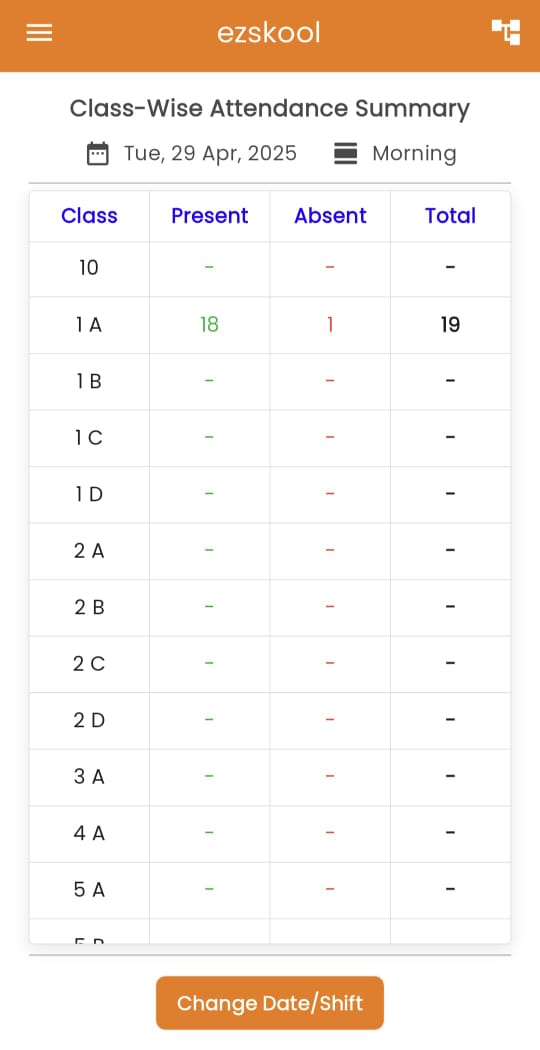 ezskool
Class-Wise Attendance Summary
Tue, 29 Apr, 2025 Morning
Class Present Absent Total
10 - - -
1 A 18 1 19
1 B - - -
1 C - - -
1 D - - -
2 A - - -
2 B - - -
2 C - - -
2 D - - -
3 A - - -
4 A - - -
5 A - - -
Change Date/Shift